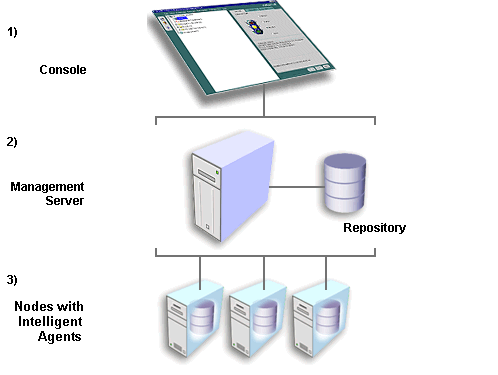 1)
Console
2)
Management
Server
Repository
3)
Nodes with
Intelligent
Agents